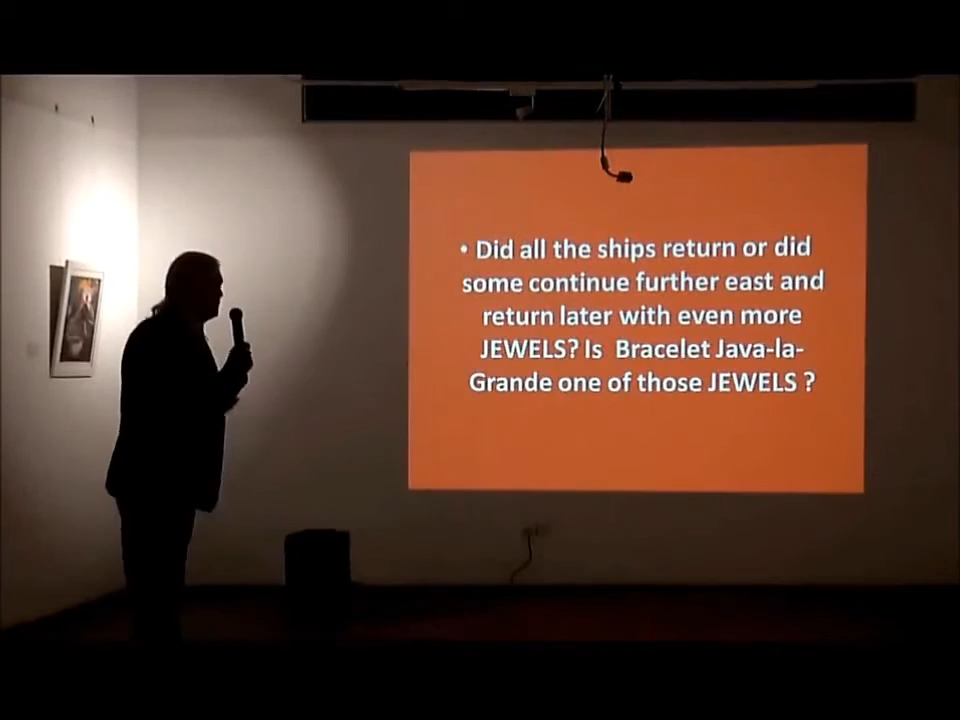 • Did all the ships return or did
some continue further east and
return later with even more
JEWELS? Is Bracelet Java-la-
Grande one of those JEWELS ?